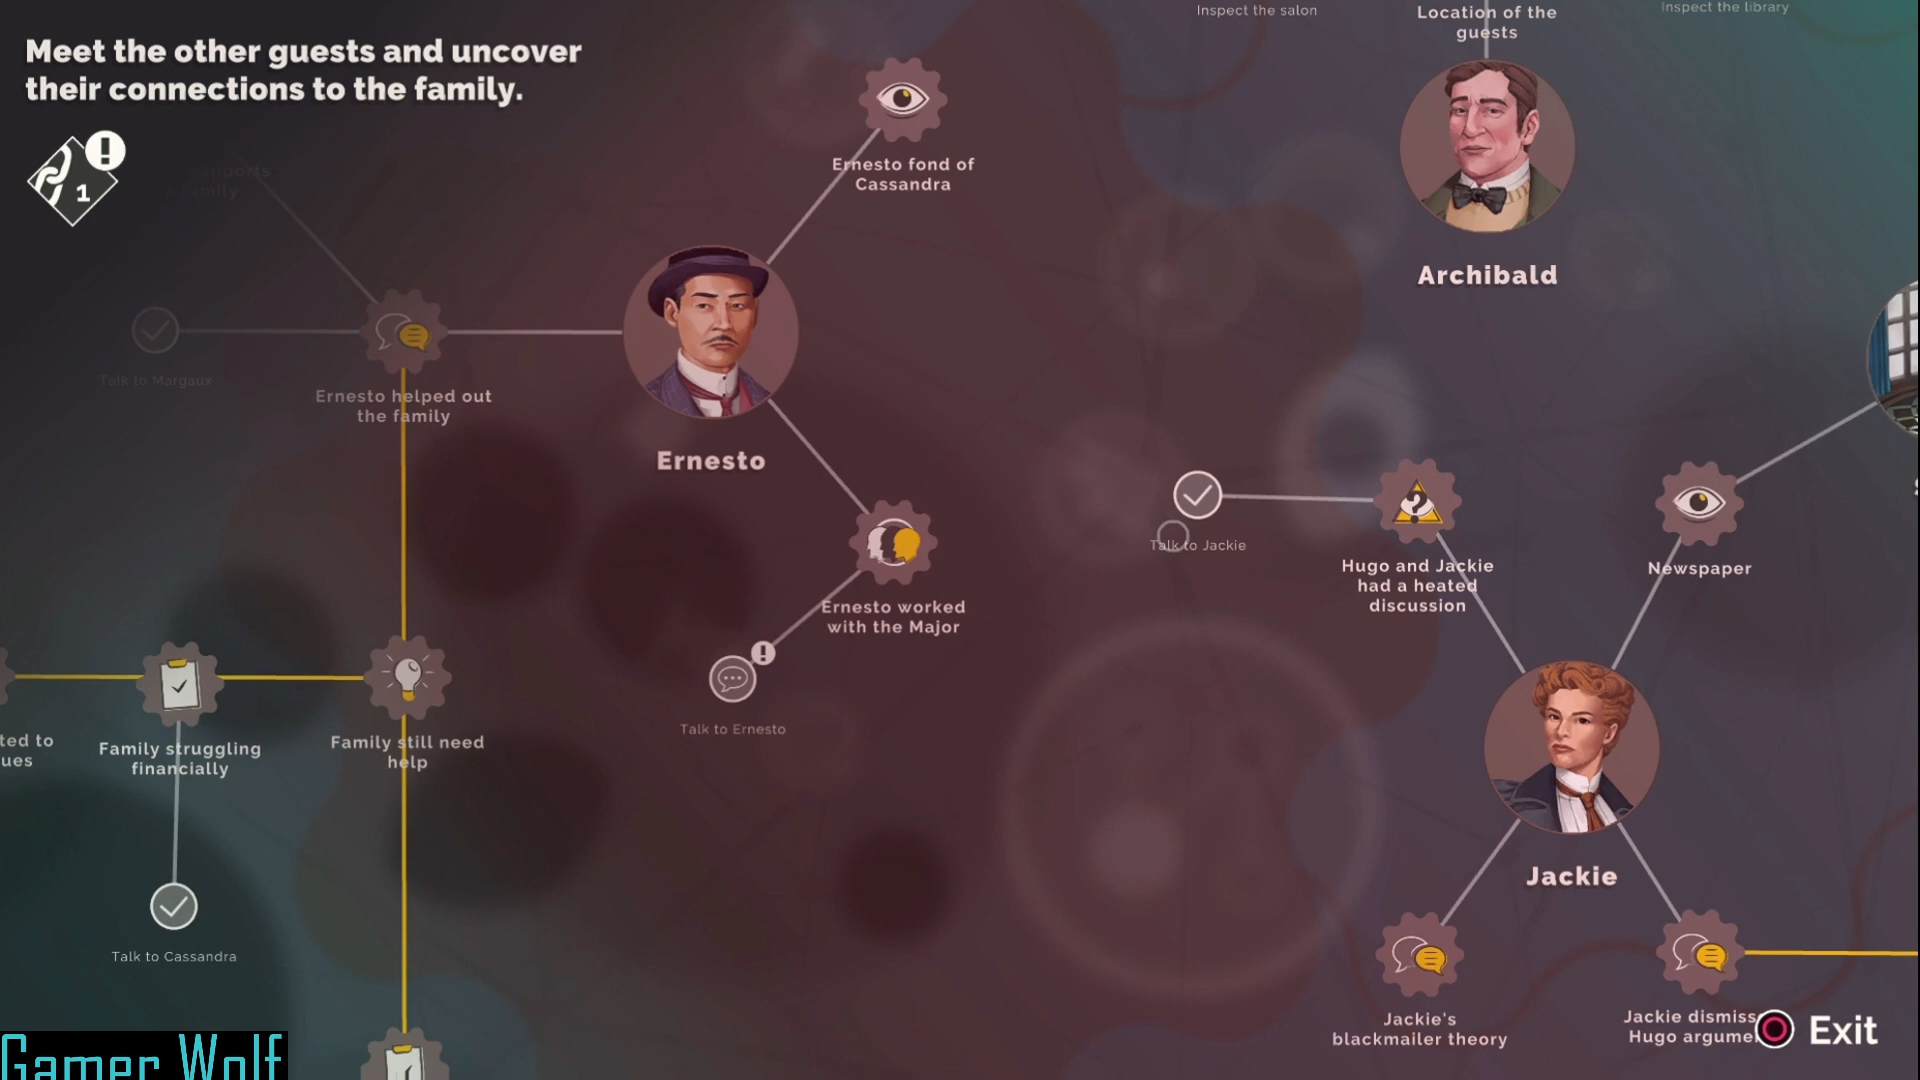 Inspect the salon
Location of the
guests
Inspect the library
Meet the other guests and uncover
their connections to the family.
1
Ernesto fond of
Cassandra
Archibald
Talk to Margaux
Ernesto helped out
the family
Ernesto
Talk to Jackie
Hugo and Jackie
had a heated
discussion
Newspaper
Ernesto worked
with the Major
Talk to Ernesto
ted to
ues
Family struggling
financially
Family still need
help
Jackie
Talk to Cassandra
Jackie's
blackmailer theory
Jackie dismiss
Hugo argume
Exit
Gamer Wolf